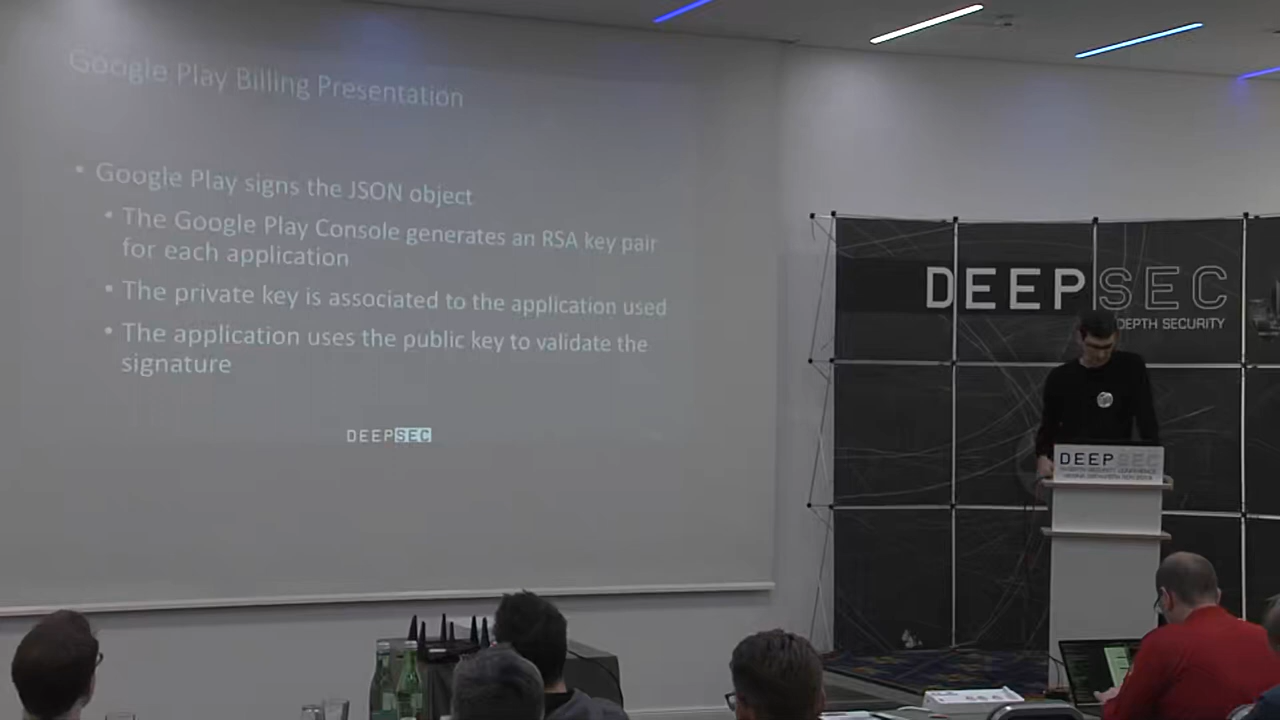 Google Play Billing Presentation
• Google Play signs the JSON object
• The Google Play Console generates an RSA key pair
for each application
• The private key is associated to the application used
• The application uses the public key to validate the
signature
DEEPSEC
DEEPSEC
DEPTH SECURITY
DEEPSEC